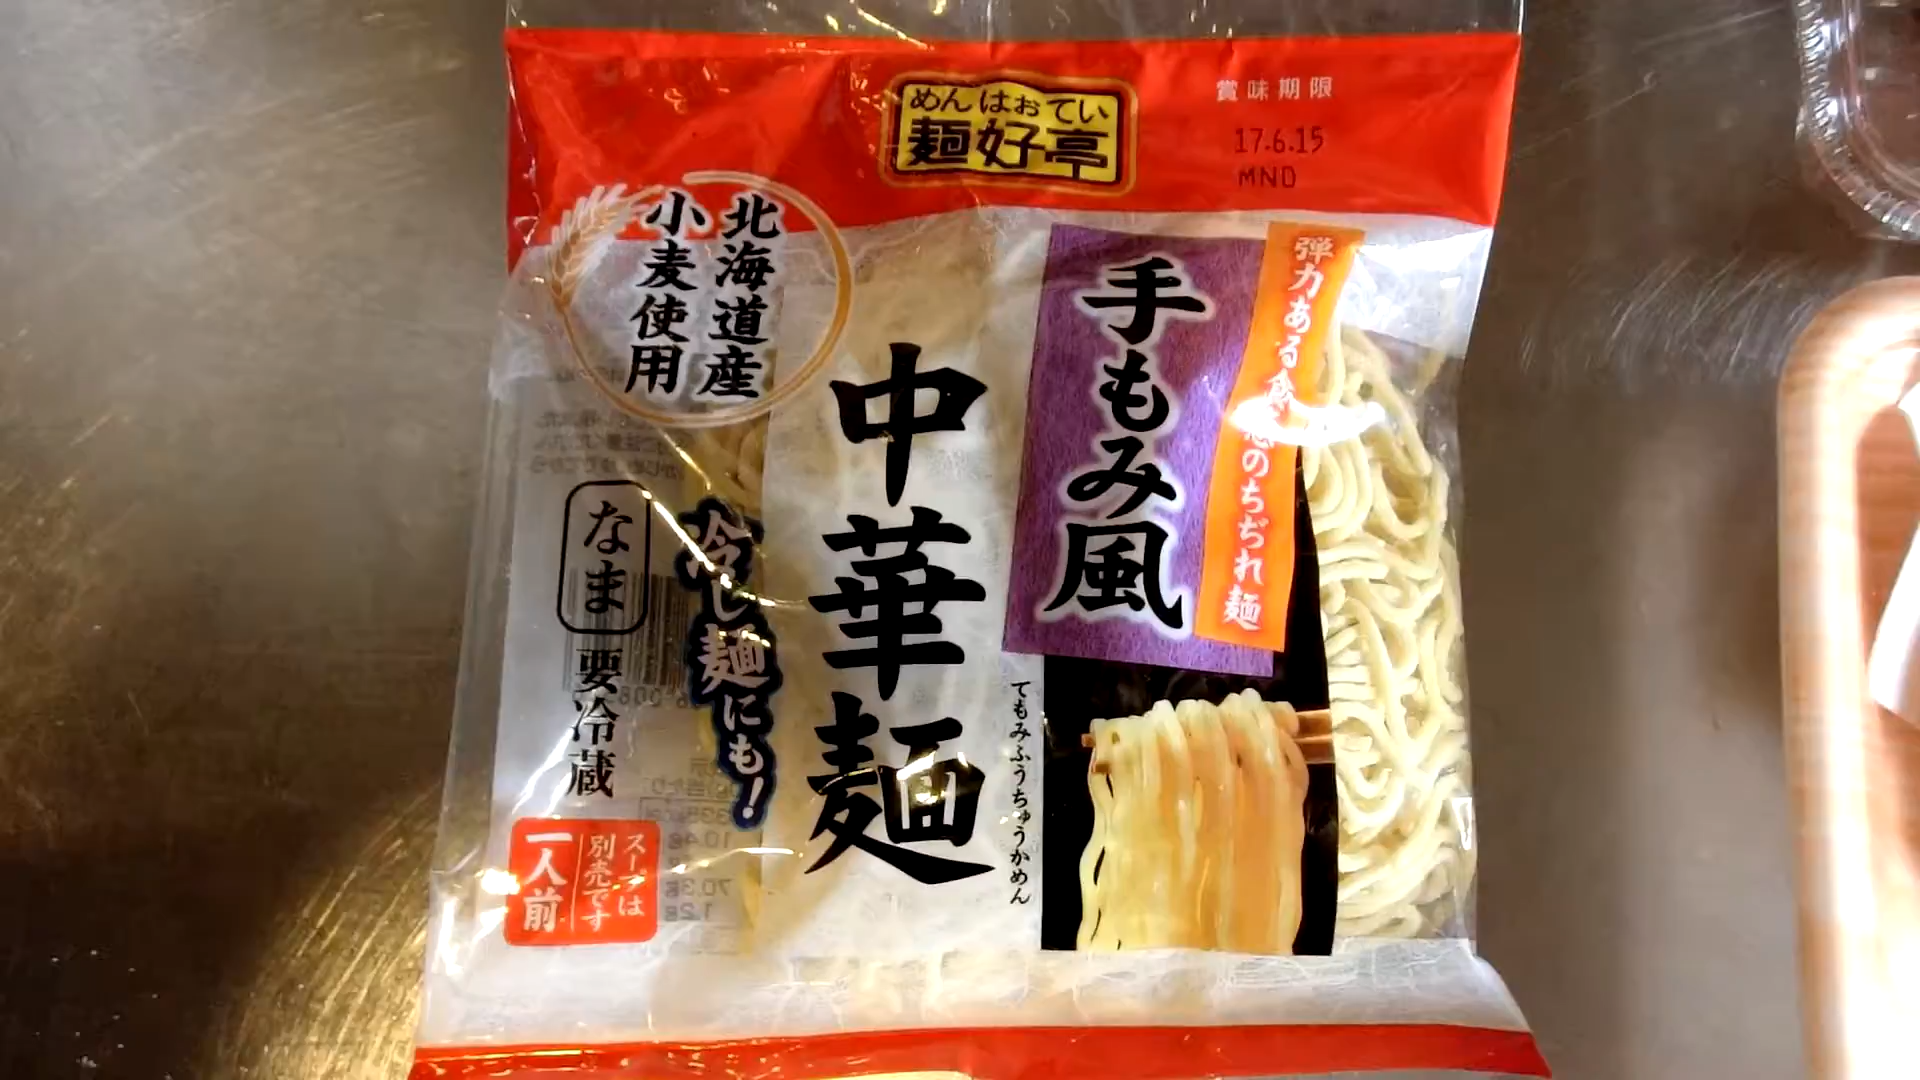 めんはおてい
麺好亭
賞味期限
17.6.15
MND
北海道産
小麦使用
弾力ある食感のちぢれ麺
手もみ風
中華麺
てもみふうちゅうかめん
冷し麺にも!
なま
要冷蔵
スープは
別売です
一人前